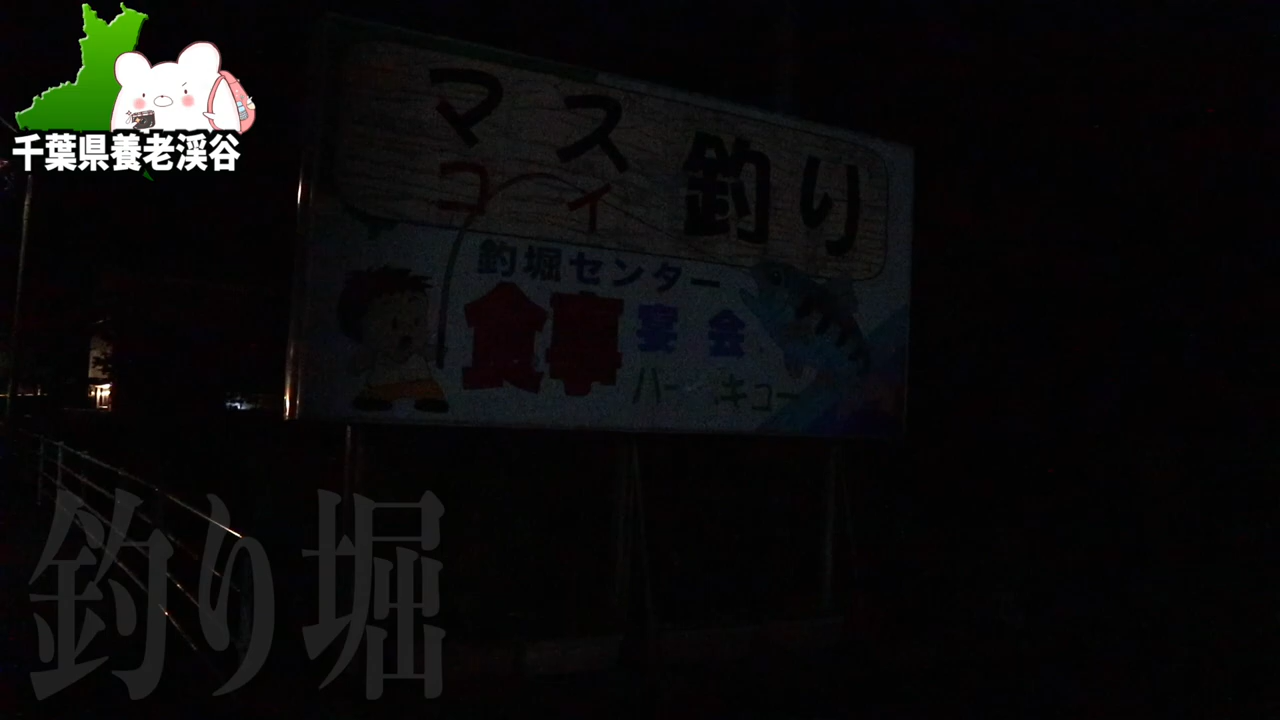 千葉県養老渓谷
マス釣り
コイ
釣堀センター
食事 宴会
バーベキュー
釣り堀